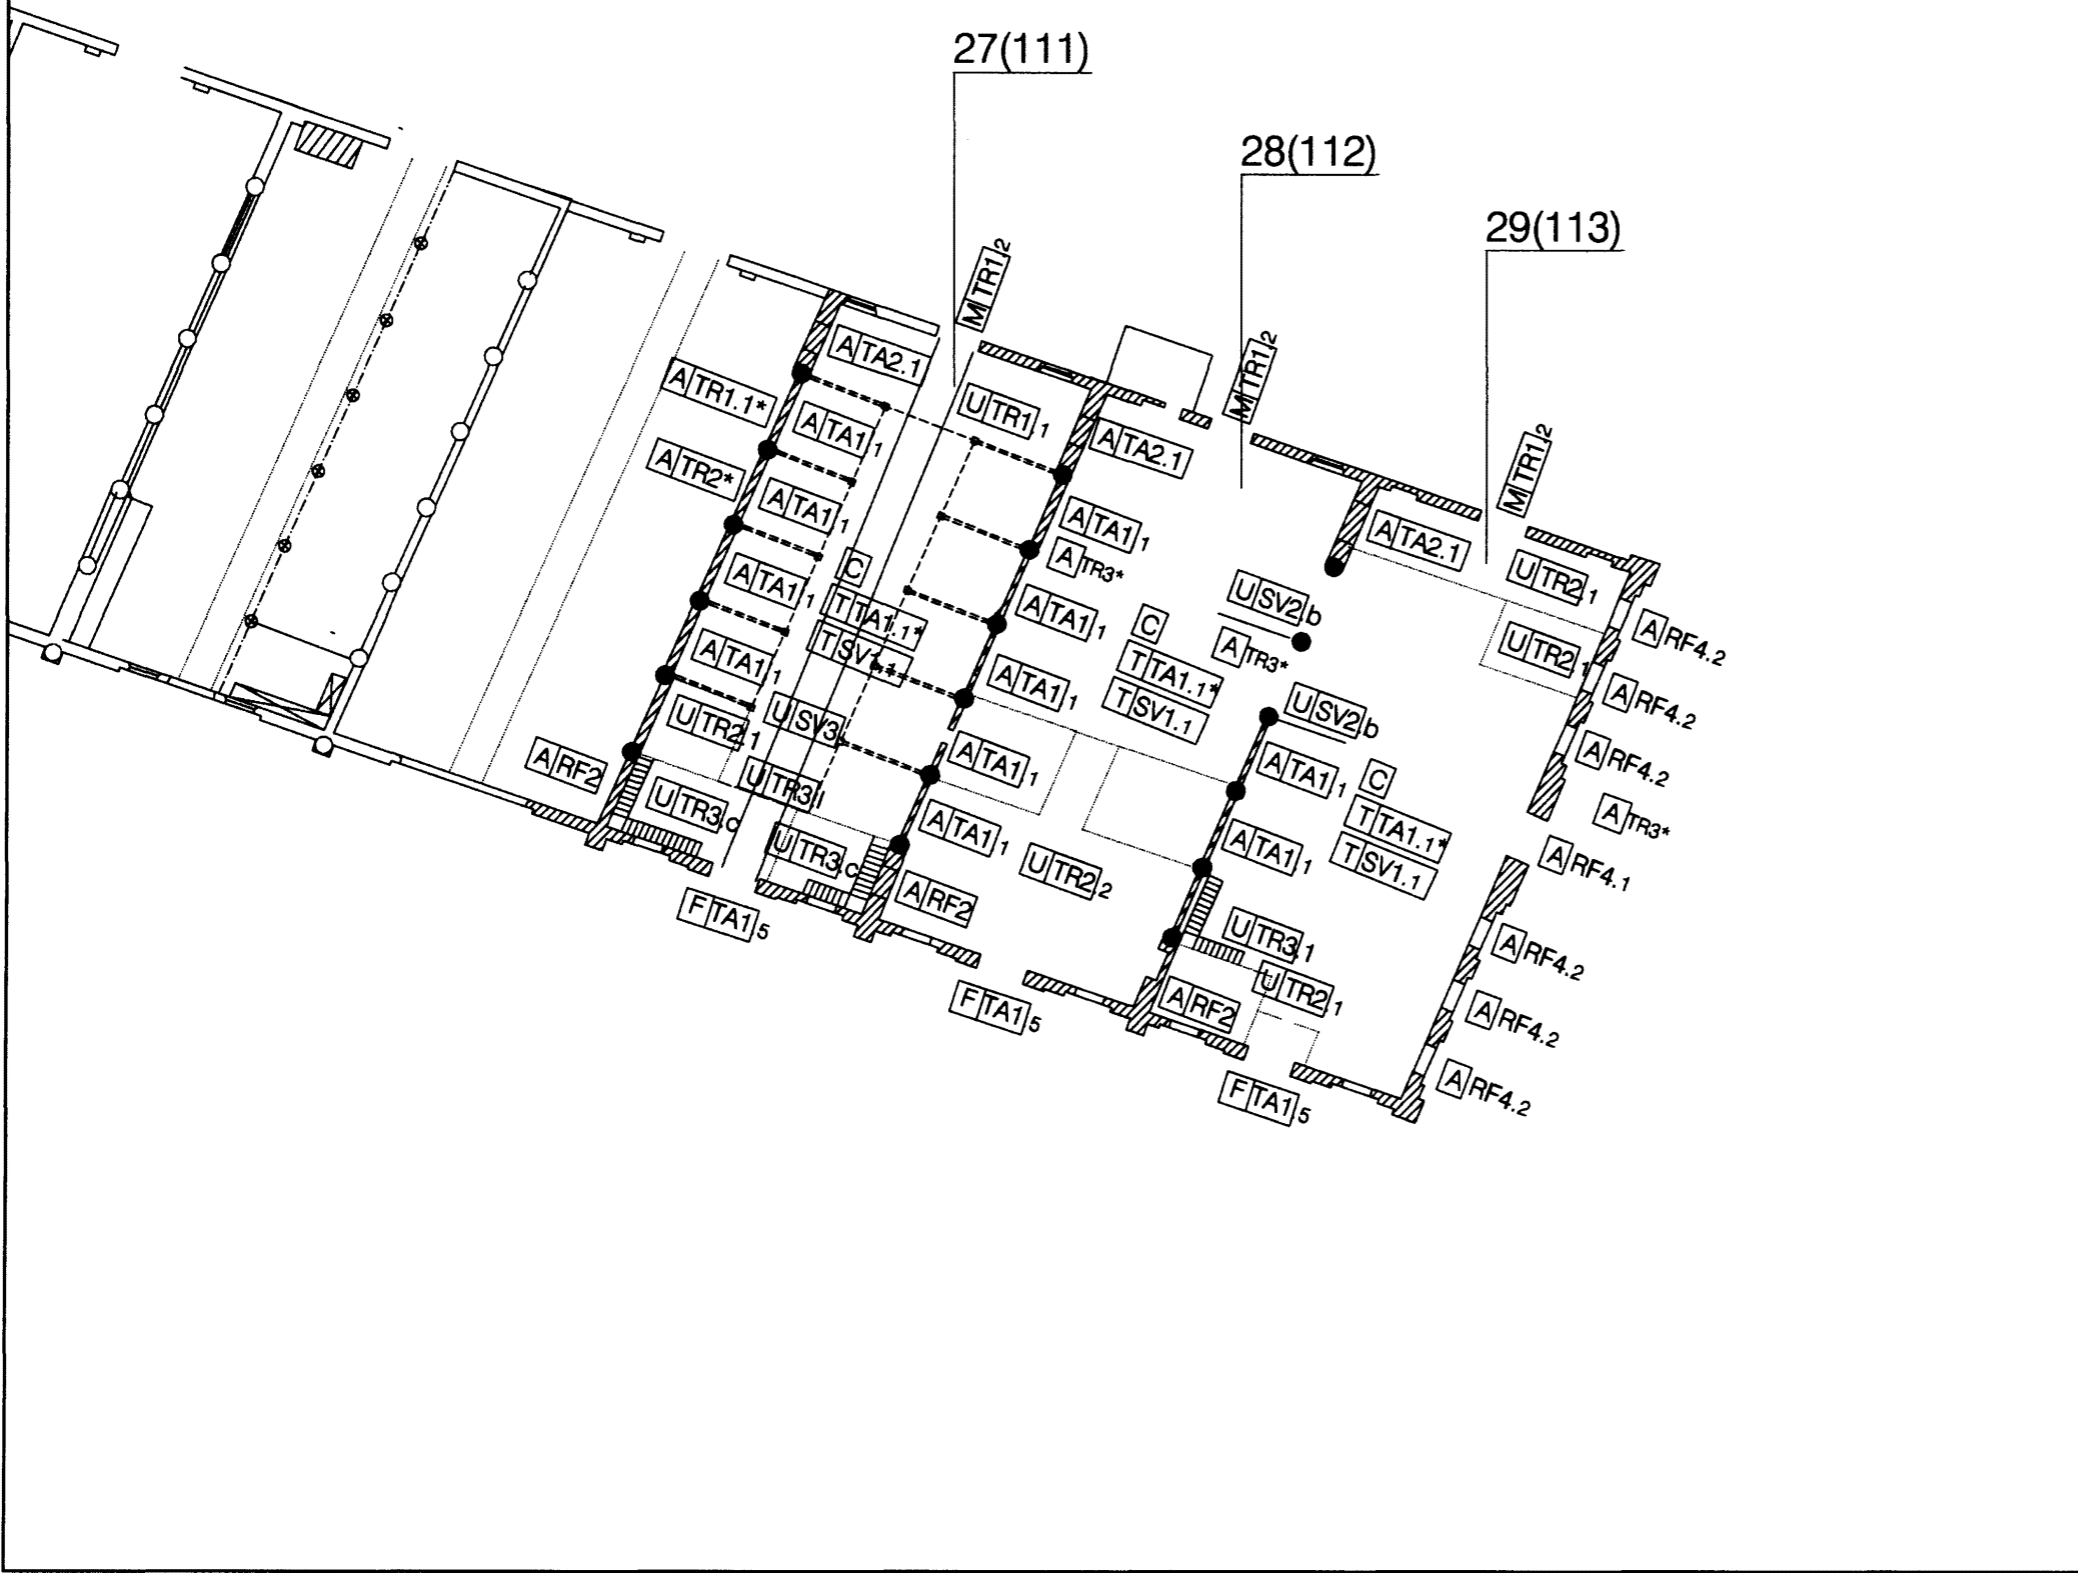 27(111)
28(112)
29(113)
M TR1.2
M TR1.2
M TR1.2
A TA2.1
A TR1.1*
U TR1.1
A TA1.1
A TA2.1
A TR2*
A TA1.1
A TA1.1
A TA2.1
A TR3*
U TR2.1
A TA1.1
C
T TA1.1*
T SV1.1
A TA1.1
U SV2.b
A RF4.2
U TR2.1
A TA1.1
C
T TA1.1*
T SV1.1
A TR3*
A RF4.2
A TA1.1
U TR2.1
U SV3
U SV2.b
A RF4.2
A RF2
A TA1.1
A TA1.1
C
T TA1.1*
T SV1.1
A TR3*
U TR3.c
U TR3.l
A TA1.1
A TA1.1
A RF4.1
U TR3.c
U TR2.2
A RF2
F TA1.5
U TR3.1
A RF4.2
U TR2.1
A RF2
F TA1.5
A RF4.2
A RF4.2
F TA1.5